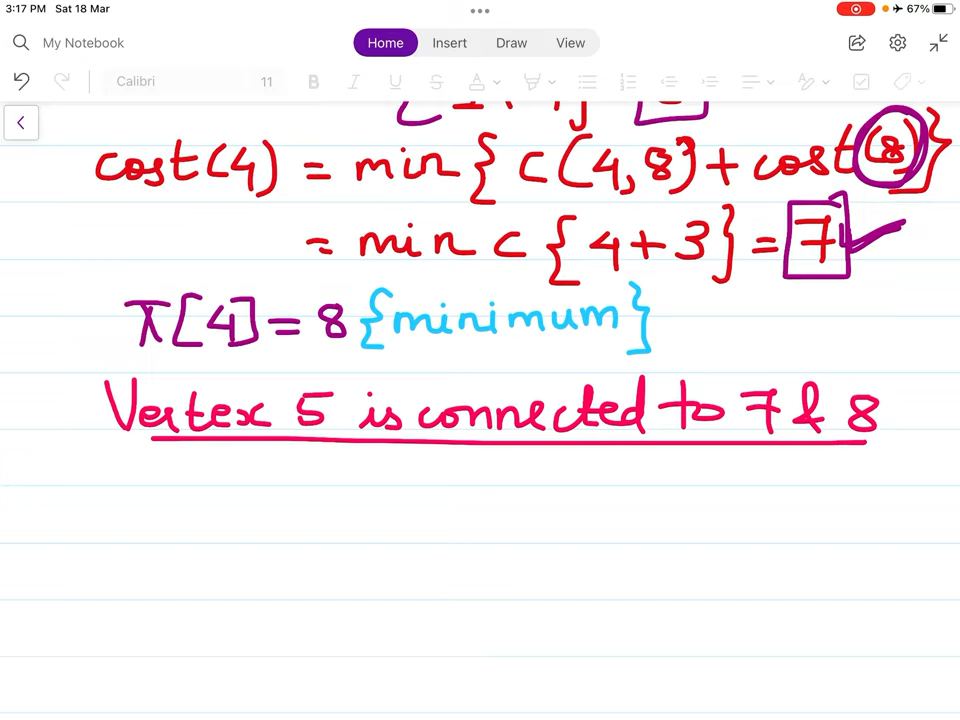 3:17 PM Sat 18 Mar
67%
My Notebook
Home Insert Draw View
Calibri 11 B I U S A
cost(4) = min{ c(4,8) + cost(8)}
= min c {4+3} = 7
π[4] = 8 {minimum}
Vertex 5 is connected to 7 & 8